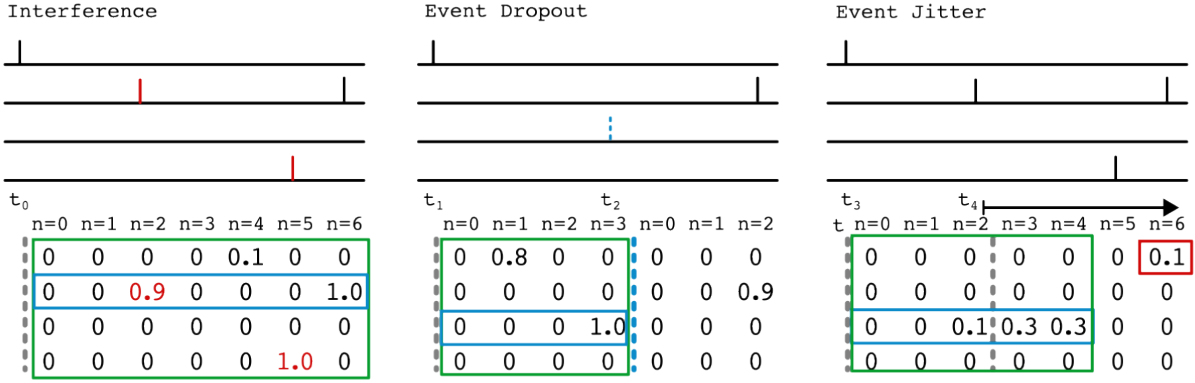 Interference Event Dropout Event Jitter
t0 t1 t2 t3 t4
n=0 n=1 n=2 n=3 n=4 n=5 n=6 n=0 n=1 n=2 n=3 n=0 n=1 n=2 t n=0 n=1 n=2 n=3 n=4 n=5 n=6
0 0 0 0 0.1 0 0 0 0.8 0 0 0 0 0 0 0 0 0 0 0 0.1
0 0 0.9 0 0 0 1.0 0 0 0 0 0 0 0.9 0 0 0 0 0 0 0
0 0 0 0 0 0 0 0 0 0 1.0 0 0 0 0 0 0.1 0.3 0.3 0 0
0 0 0 0 0 1.0 0 0 0 0 0 0 0 0 0 0 0 0 0 0 0